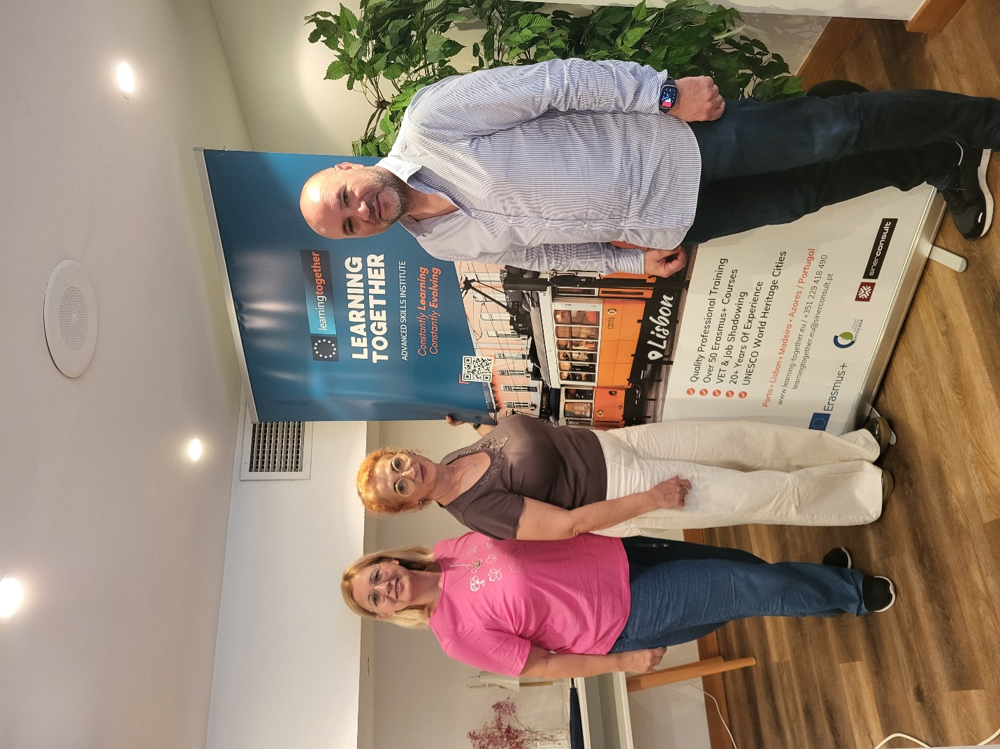 learningtogether
LEARNING
TOGETHER
ADVANCED SKILLS INSTITUTE
Constantly Learning
Constantly Evolving
carris
Lisbon
Quality Professional Training
Over 50 Erasmus+ Courses
VET & Job Shadowing
20+ Years Of Experience
UNESCO World Heritage Cities
Porto • Lisbon • Madeira • Azores / Portugal
www.learning-together.eu / +351 229 418 490
learningtogether.eu@sinerconsult.pt
Erasmus+
CERTIFICADA
sinerconsult